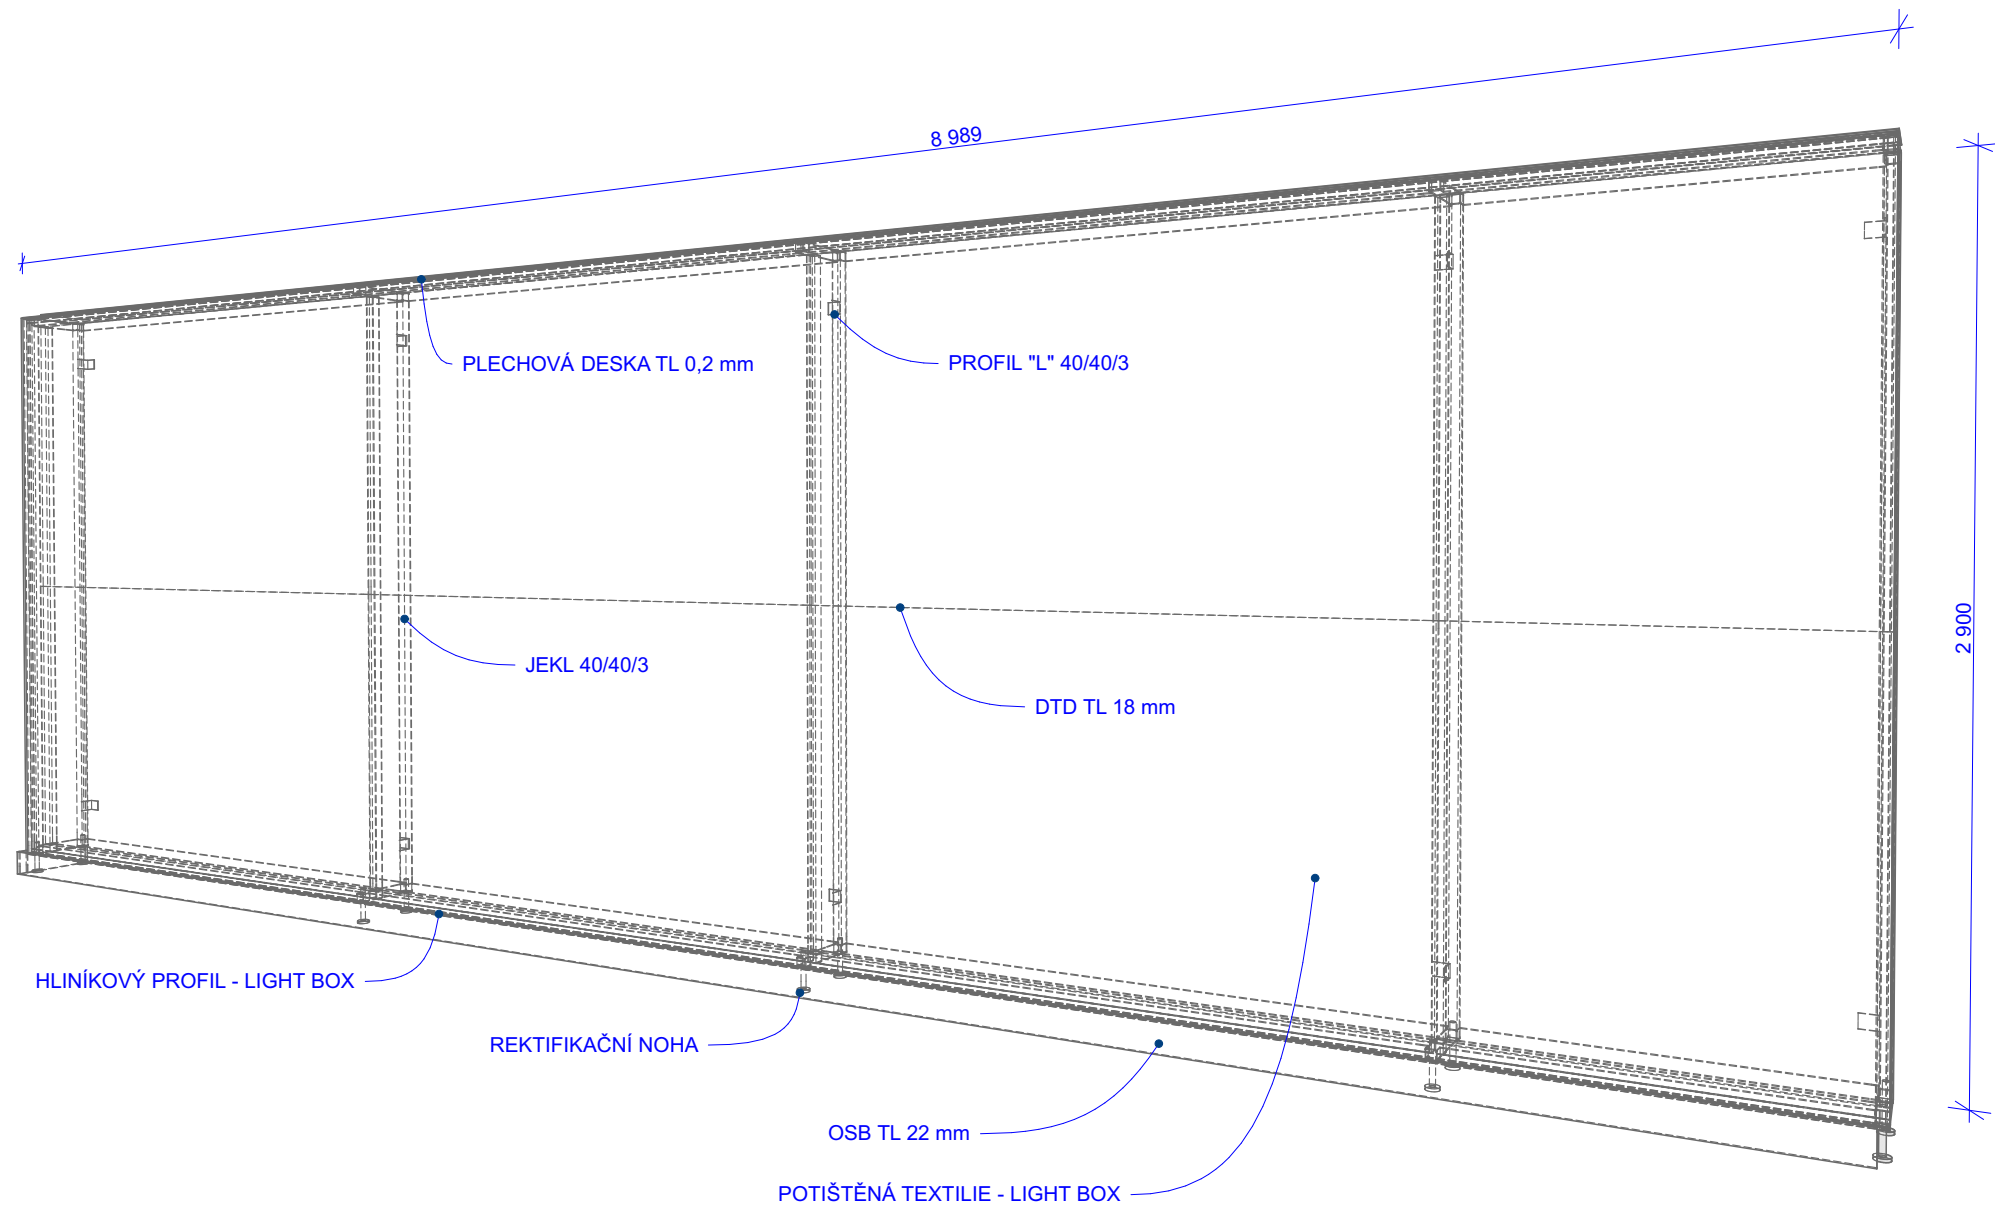 8 989
PLECHOVÁ DESKA TL 0,2 mm
PROFIL "L" 40/40/3
2 900
JEKL 40/40/3
DTD TL 18 mm
HLINÍKOVÝ PROFIL - LIGHT BOX
REKTIFIKAČNÍ NOHA
OSB TL 22 mm
POTIŠTĚNÁ TEXTILIE - LIGHT BOX